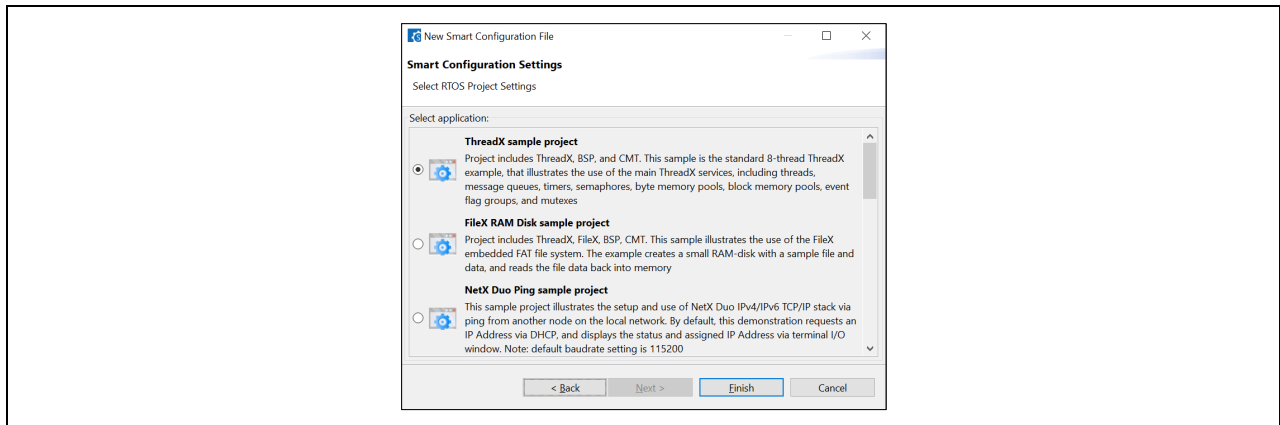 New Smart Configuration File
Smart Configuration Settings
Select RTOS Project Settings
Select application:
ThreadX sample project
Project includes ThreadX, BSP, and CMT. This sample is the standard 8-thread ThreadX
example, that illustrates the use of the main ThreadX services, including threads,
message queues, timers, semaphores, byte memory pools, block memory pools, event
flag groups, and mutexes
FileX RAM Disk sample project
Project includes ThreadX, FileX, BSP, CMT. This sample illustrates the use of the FileX
embedded FAT file system. The example creates a small RAM-disk with a sample file and
data, and reads the file data back into memory
NetX Duo Ping sample project
This sample project illustrates the setup and use of NetX Duo IPv4/IPv6 TCP/IP stack via
ping from another node on the local network. By default, this demonstration requests an
IP Address via DHCP, and displays the status and assigned IP Address via terminal I/O
window. Note: default baudrate setting is 115200
< Back Next > Finish Cancel